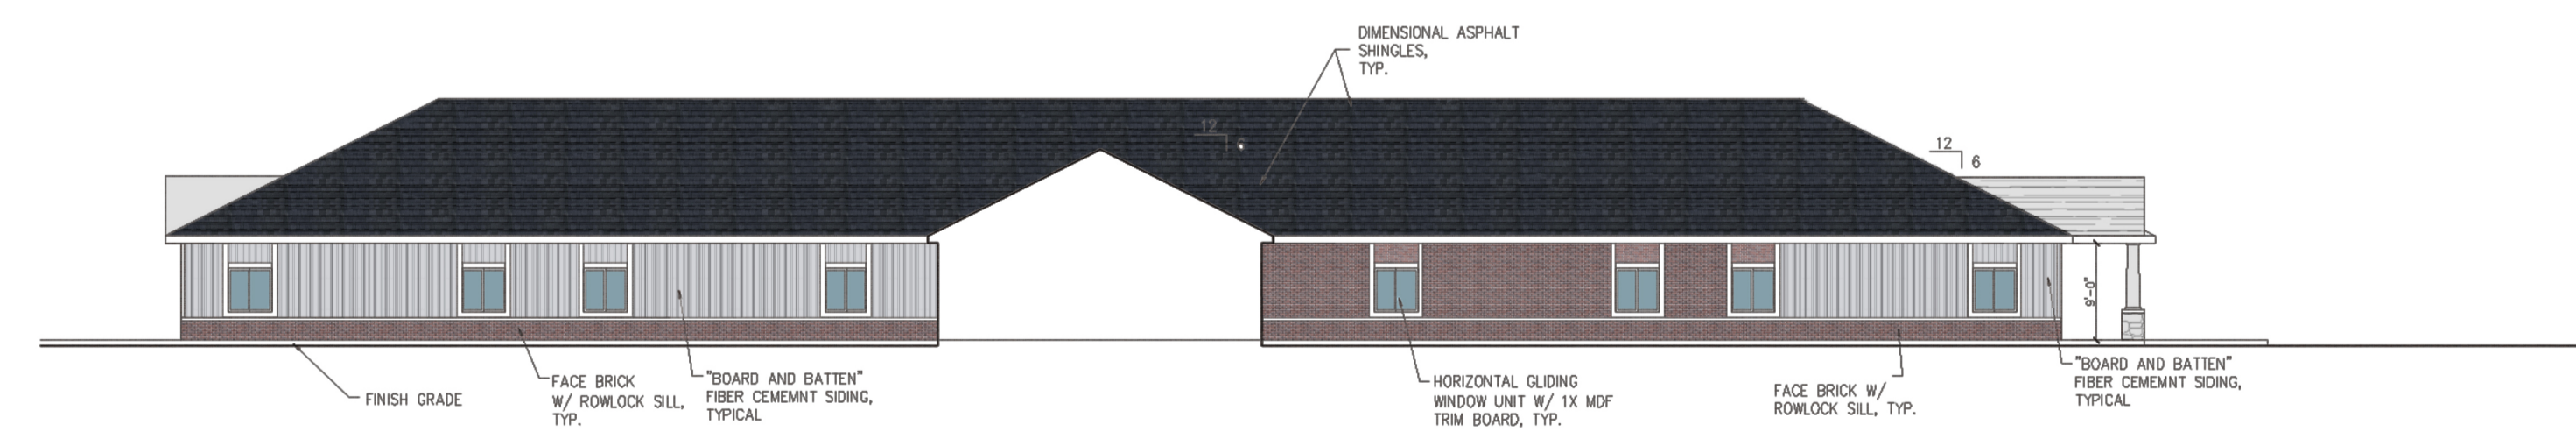 DIMENSIONAL ASPHALT
SHINGLES,
TYP.
12
12
6
9'-0"
FINISH GRADE
FACE BRICK
W/ ROWLOCK SILL,
TYP.
"BOARD AND BATTEN"
FIBER CEMEMNT SIDING,
TYPICAL
HORIZONTAL GLIDING
WINDOW UNIT W/ 1X MDF
TRIM BOARD, TYP.
FACE BRICK W/
ROWLOCK SILL, TYP.
"BOARD AND BATTEN"
FIBER CEMEMNT SIDING,
TYPICAL